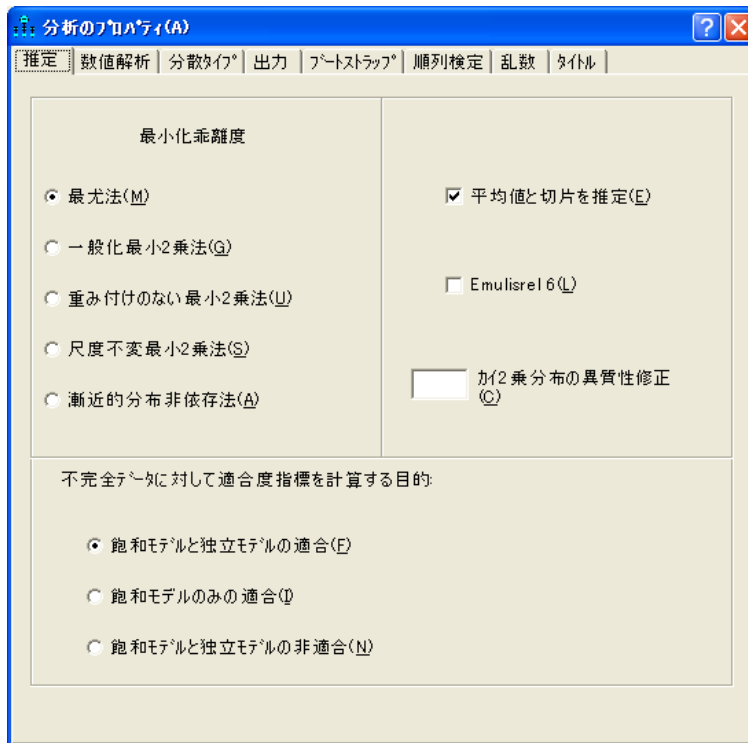 分析のﾌﾟﾛﾊﾟﾃｨ(A)
推定 数値解析 分散ﾀｲﾌﾟ 出力 ﾌﾞｰﾄｽﾄﾗｯﾌﾟ 順列検定 乱数 ﾀｲﾄﾙ
最小化乖離度
最尤法(M)
一般化最小2乗法(G)
重み付けのない最小2乗法(U)
尺度不変最小2乗法(S)
漸近的分布非依存法(A)
平均値と切片を推定(E)
Emulisrel 6(L)
ｶｲ2乗分布の異質性修正
(C)
不完全ﾃﾞｰﾀに対して適合度指標を計算する目的:
飽和ﾓﾃﾞﾙと独立ﾓﾃﾞﾙの適合(F)
飽和モデルのみの適合(I)
飽和ﾓﾃﾞﾙと独立ﾓﾃﾞﾙの非適合(N)